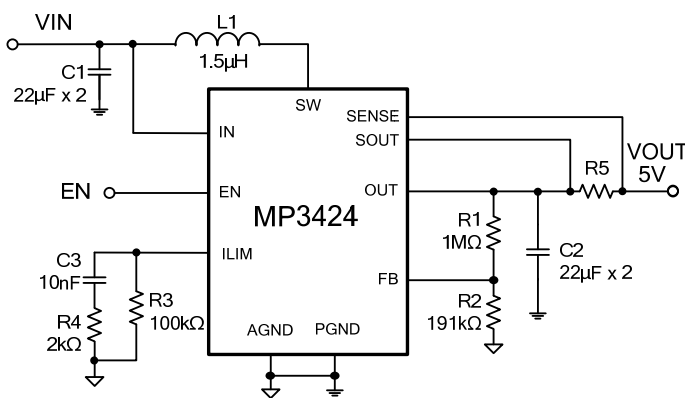 VIN
L1
1.5µH
C1
22µF x 2
SW
IN
SENSE
SOUT
VOUT
5V
R5
EN
EN
OUT
MP3424
R1
1MΩ
C2
22µF x 2
ILIM
C3
10nF
FB
R3
100kΩ
R2
191kΩ
R4
2kΩ
AGND
PGND